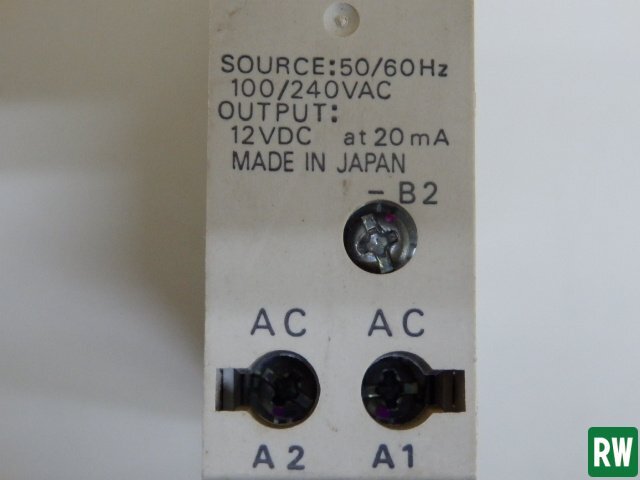 SOURCE:50/60Hz
100/240VAC
OUTPUT:
12VDC at 20mA
MADE IN JAPAN
- B2
AC AC
A2 A1
RW